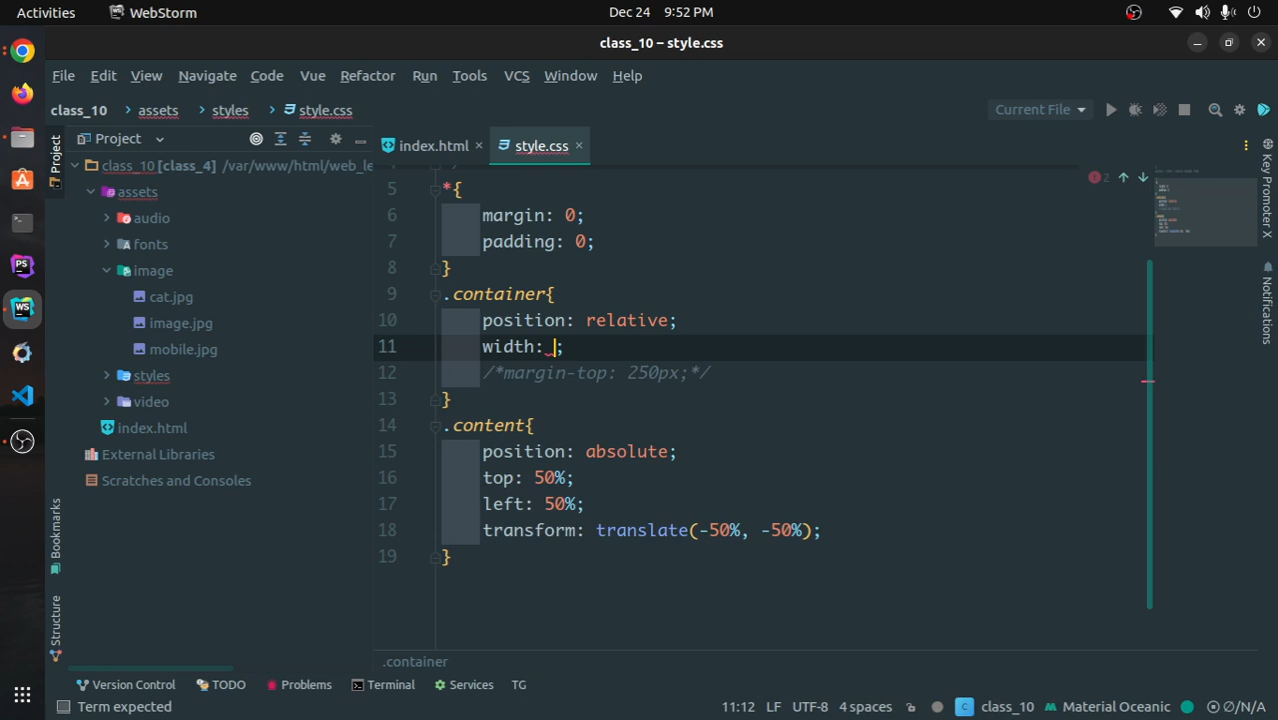 Activities WebStorm Dec 24 9:52 PM
class_10 – style.css
File Edit View Navigate Code Vue Refactor Run Tools VCS Window Help
class_10 assets styles style.css Current File
Project index.html style.css
class_10 [class_4] /var/www/html/web_le
assets
audio
fonts
image
cat.jpg
image.jpg
mobile.jpg
styles
video
index.html
External Libraries
Scratches and Consoles
Project
Bookmarks
Structure
2
5 *{
6 margin: 0;
7 padding: 0;
8 }
9 .container{
10 position: relative;
11 width: ;
12 /*margin-top: 250px;*/
13 }
14 .content{
15 position: absolute;
16 top: 50%;
17 left: 50%;
18 transform: translate(-50%, -50%);
19 }
.container
Key Promoter X
Notifications
Version Control TODO Problems Terminal Services TG
Term expected 11:12 LF UTF-8 4 spaces class_10 Material Oceanic Ø/N/A